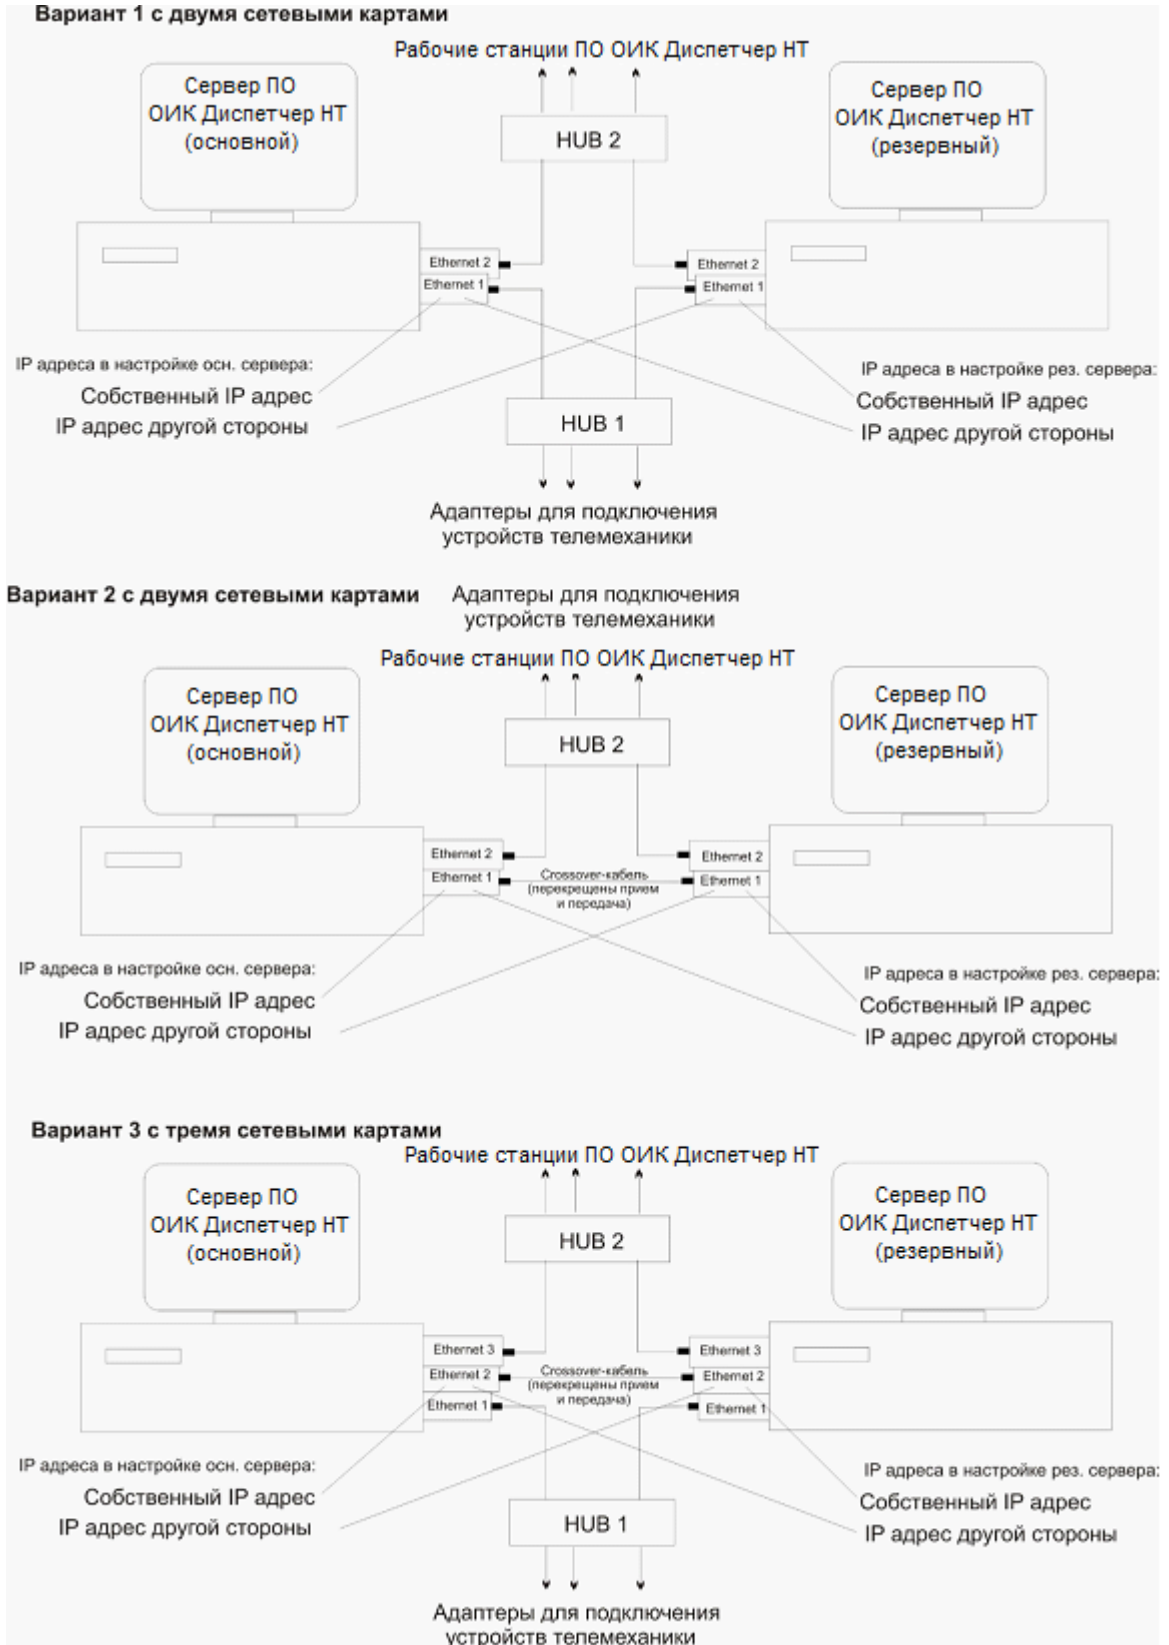 Вариант 1 с двумя сетевыми картами
Рабочие станции ПО ОИК Диспетчер НТ
Сервер ПО
ОИК Диспетчер НТ
(основной)
HUB 2
Сервер ПО
ОИК Диспетчер НТ
(резервный)
Ethernet 2
Ethernet 1
Ethernet 2
Ethernet 1
IP адреса в настройке осн. сервера:
Собственный IP адрес
IP адрес другой стороны
HUB 1
IP адреса в настройке рез. сервера:
Собственный IP адрес
IP адрес другой стороны
Адаптеры для подключения
устройств телемеханики
Вариант 2 с двумя сетевыми картами
Адаптеры для подключения
устройств телемеханики
Рабочие станции ПО ОИК Диспетчер НТ
Сервер ПО
ОИК Диспетчер НТ
(основной)
HUB 2
Сервер ПО
ОИК Диспетчер НТ
(резервный)
Ethernet 2
Ethernet 1
Crossover-кабель
(перекрещены прием
и передача)
Ethernet 2
Ethernet 1
IP адреса в настройке осн. сервера:
Собственный IP адрес
IP адрес другой стороны
IP адреса в настройке рез. сервера:
Собственный IP адрес
IP адрес другой стороны
Вариант 3 с тремя сетевыми картами
Рабочие станции ПО ОИК Диспетчер НТ
Сервер ПО
ОИК Диспетчер НТ
(основной)
HUB 2
Сервер ПО
ОИК Диспетчер НТ
(резервный)
Ethernet 3
Ethernet 2
Ethernet 1
Crossover-кабель
(перекрещены прием
и передача)
Ethernet 3
Ethernet 2
Ethernet 1
IP адреса в настройке осн. сервера:
Собственный IP адрес
IP адрес другой стороны
HUB 1
IP адреса в настройке рез. сервера:
Собственный IP адрес
IP адрес другой стороны
Адаптеры для подключения
устройств телемеханики